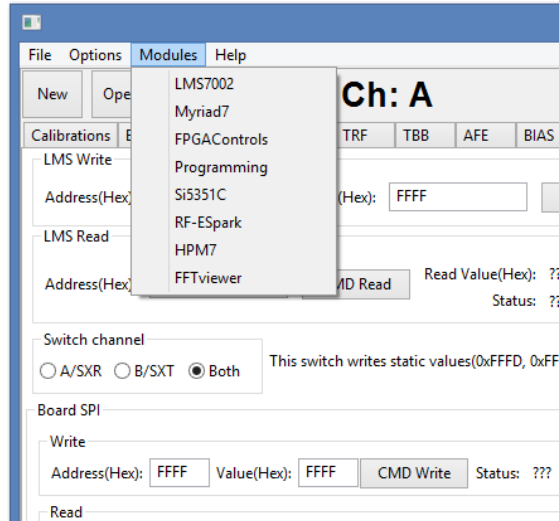 File Options Modules Help
New Ope Ch: A
LMS7002
Myriad7
FPGAControls
Programming
Si5351C
RF-ESpark
HPM7
FFTviewer
Calibrations TRF TBB AFE BIAS
LMS Write
Address(Hex) (Hex): FFFF
LMS Read
Address(Hex) MD Read Read Value(Hex): ??
Status: ??
Switch channel
A/SXR B/SXT Both This switch writes static values(0xFFFD, 0xFF
Board SPI
Write
Address(Hex): FFFF Value(Hex): FFFF CMD Write Status: ???
Read